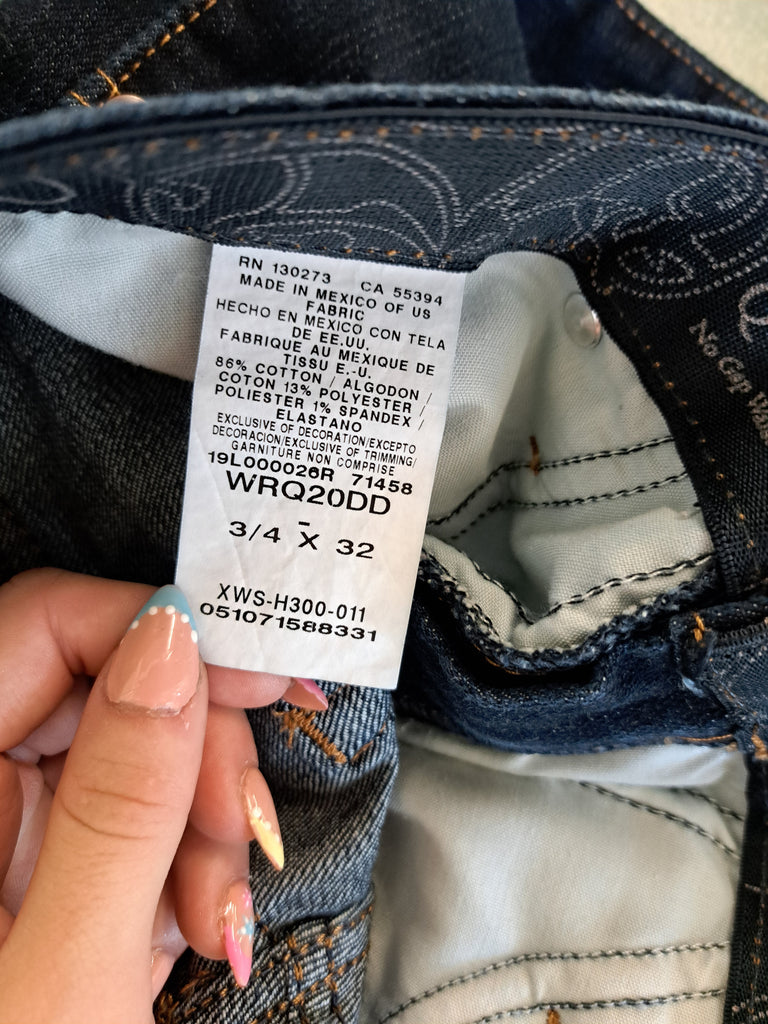 RN 130273 CA 55394
MADE IN MEXICO OF US
FABRIC
HECHO EN MEXICO CON TELA
DE EE.UU.
FABRIQUE AU MEXIQUE DE
TISSU E.-U.
86% COTTON / ALGODON /
COTON 13% POLYESTER /
POLIESTER 1% SPANDEX /
ELASTANO
EXCLUSIVE OF DECORATION/EXCEPTO
DECORACION/EXCLUSIVE OF TRIMMING/
GARNITURE NON COMPRISE
19L000026R 71458
WRQ20DD
-
3/4 X 32
XWS-H300-011
051071588331
No Gap